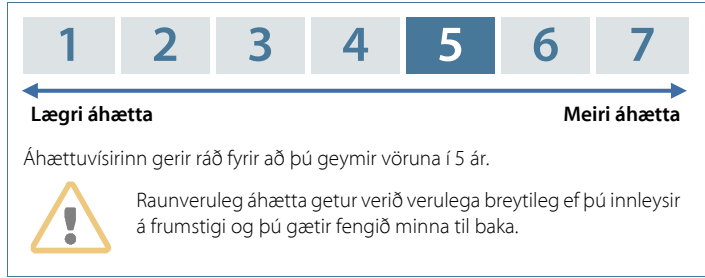 1 2 3 4 5 6 7
Lægri áhætta Meiri áhætta
Áhættuvísirinn gerir ráð fyrir að þú geymir vöruna í 5 ár.
Raunveruleg áhætta getur verið verulega breytileg ef þú innleysir
á frumstigi og þú gætir fengið minna til baka.